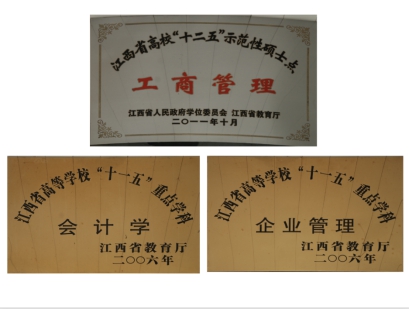 江西省高校“十二五”示范性硕士点
工商管理
江西省人民政府学位委员会 江西省教育厅
二〇一一年十月
江西省高等学校“十一五”重点学科
会计学
江西省教育厅
二〇〇六年
江西省高等学校“十一五”重点学科
企业管理
江西省教育厅
二〇〇六年